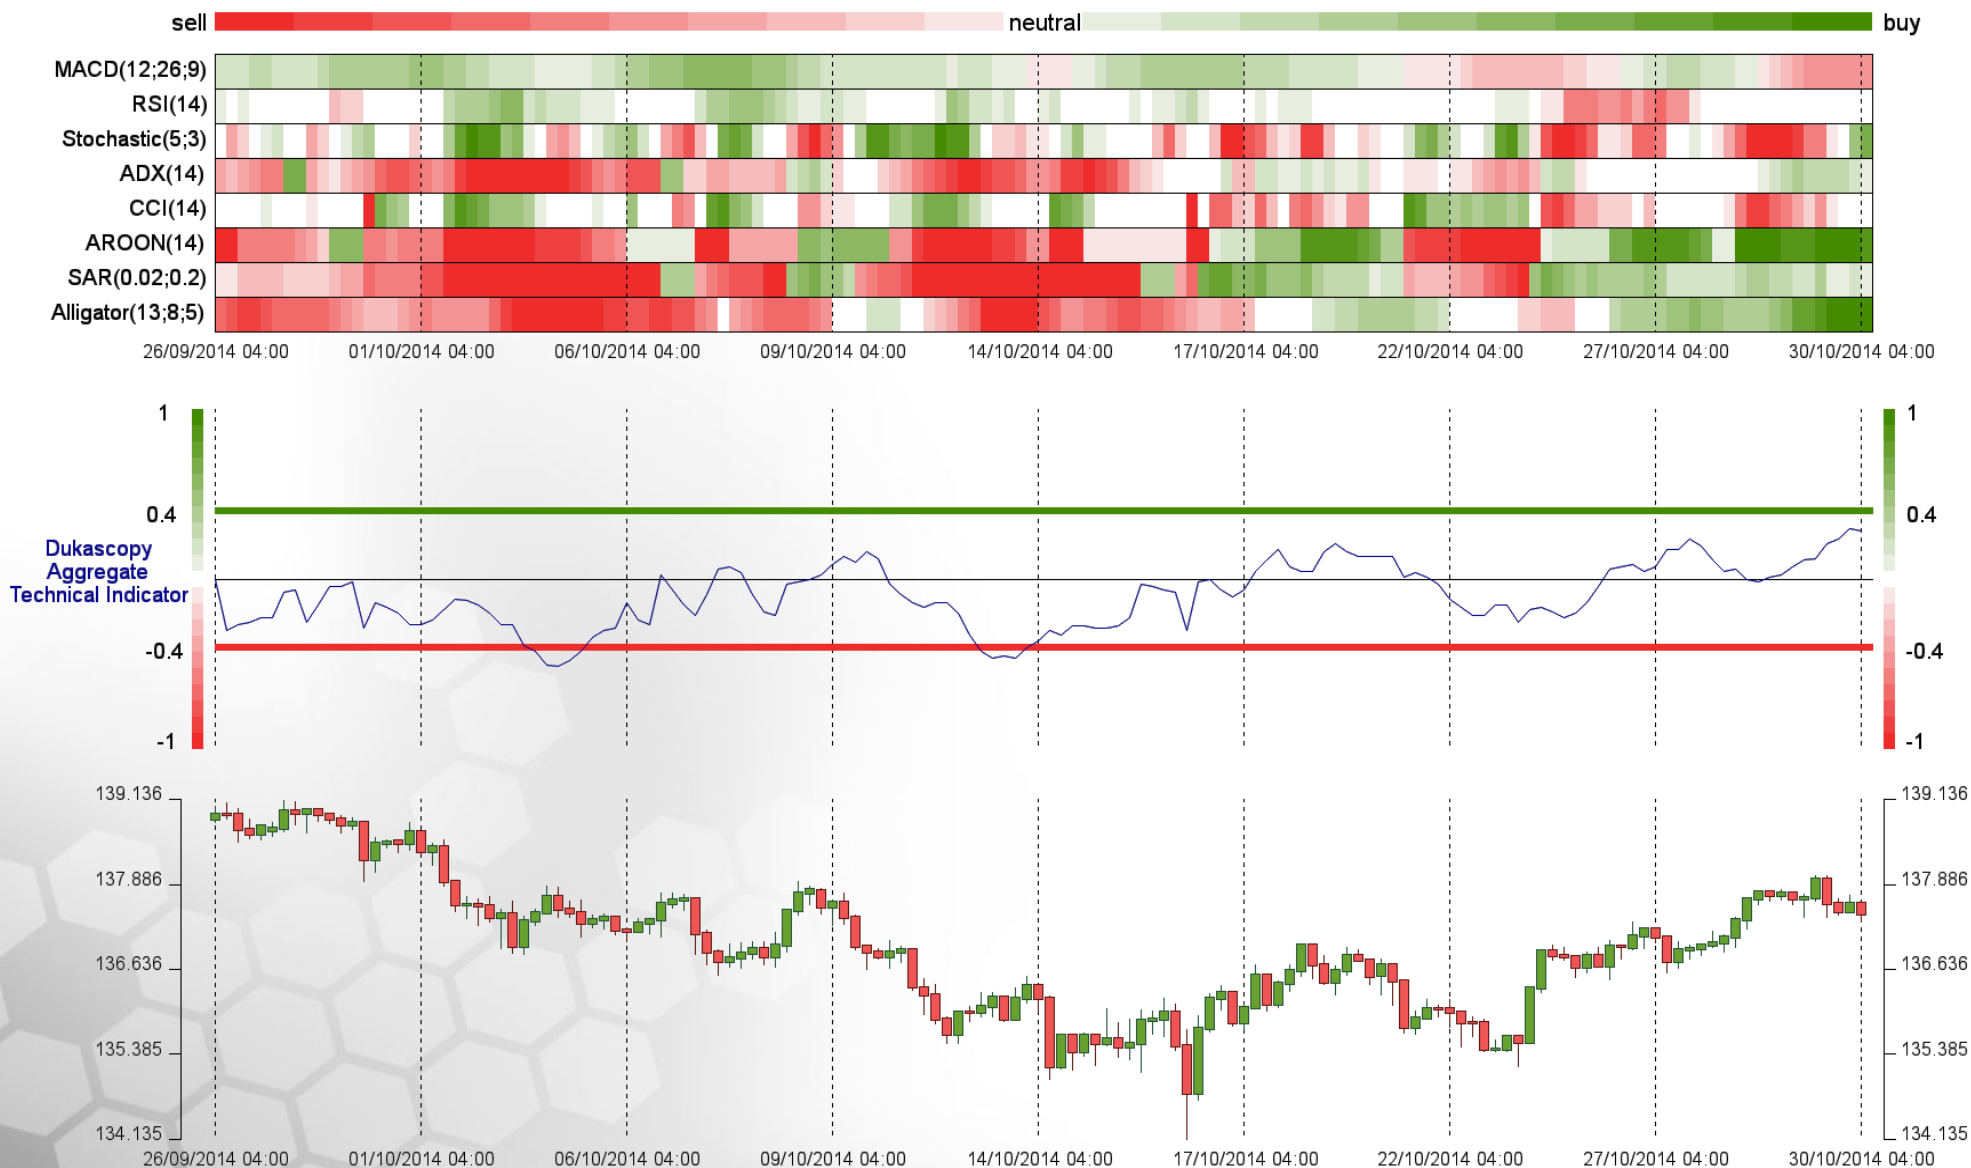 sell neutral buy
MACD(12;26;9)
RSI(14)
Stochastic(5;3)
ADX(14)
CCI(14)
AROON(14)
SAR(0.02;0.2)
Alligator(13;8;5)
26/09/2014 04:00 01/10/2014 04:00 06/10/2014 04:00 09/10/2014 04:00 14/10/2014 04:00 17/10/2014 04:00 22/10/2014 04:00 27/10/2014 04:00 30/10/2014 04:00
1 1
0.4 0.4
Dukascopy
Aggregate
Technical Indicator
-0.4 -0.4
-1 -1
139.136 139.136
137.886 137.886
136.636 136.636
135.385 135.385
134.135 134.135
26/09/2014 04:00 01/10/2014 04:00 06/10/2014 04:00 09/10/2014 04:00 14/10/2014 04:00 17/10/2014 04:00 22/10/2014 04:00 27/10/2014 04:00 30/10/2014 04:00